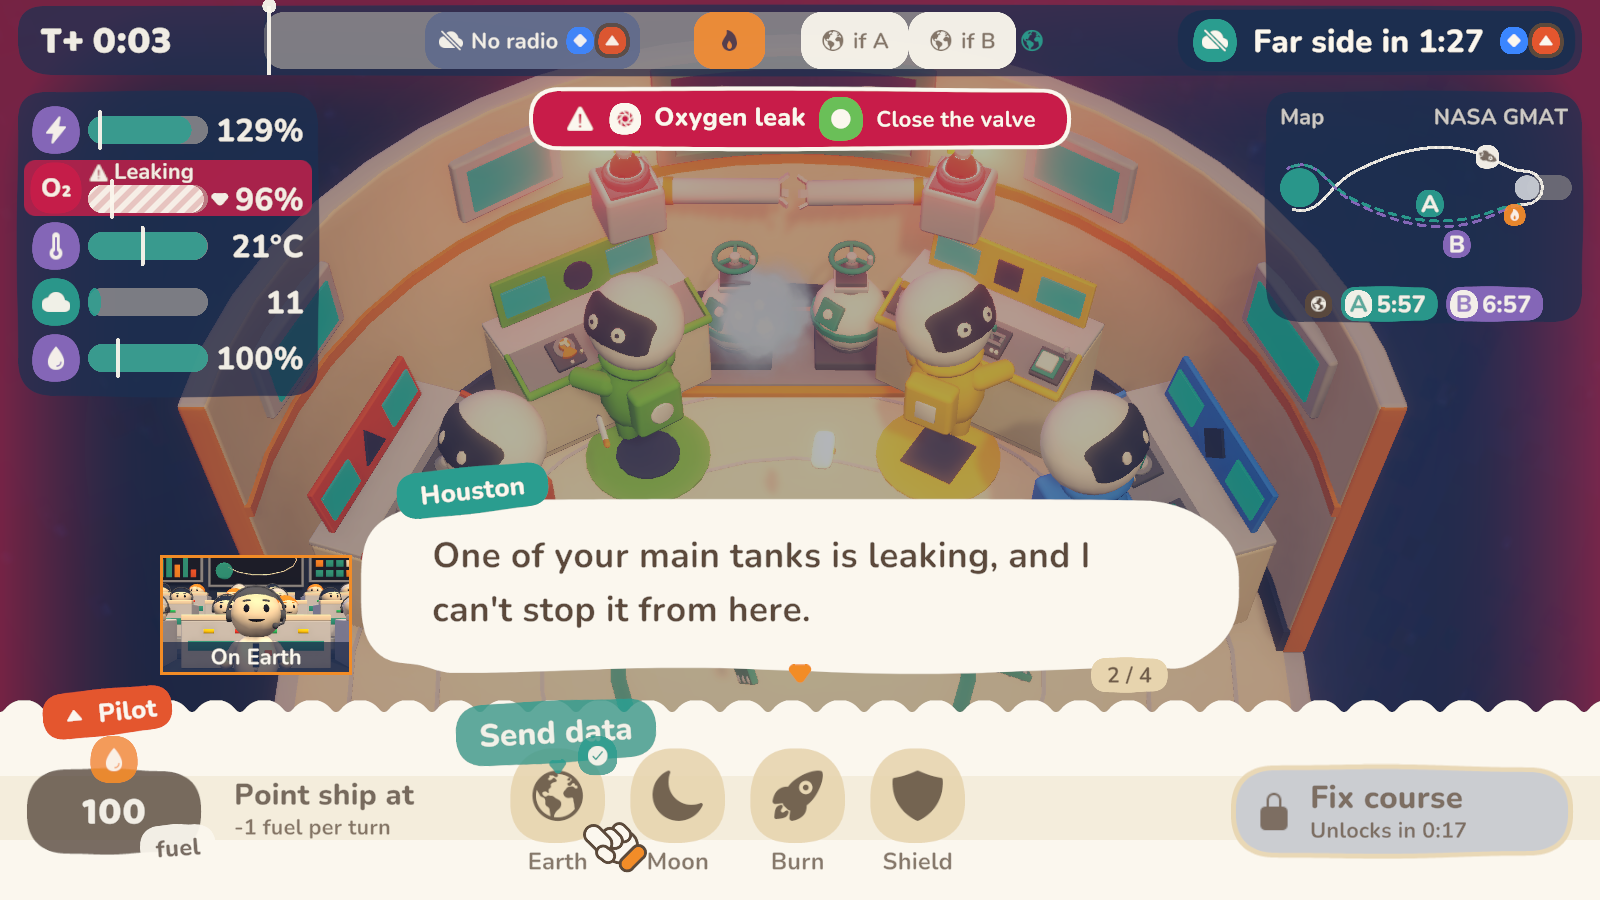 T+ 0:03
No radio
if A
if B
Far side in 1:27
Oxygen leak
Close the valve
129%
O₂
Leaking
96%
21°C
11
100%
Map
NASA GMAT
A
B
A 5:57
B 6:57
Houston
One of your main tanks is leaking, and I
can't stop it from here.
2 / 4
On Earth
Pilot
100
fuel
Point ship at
-1 fuel per turn
Send data
Earth
Moon
Burn
Shield
Fix course
Unlocks in 0:17